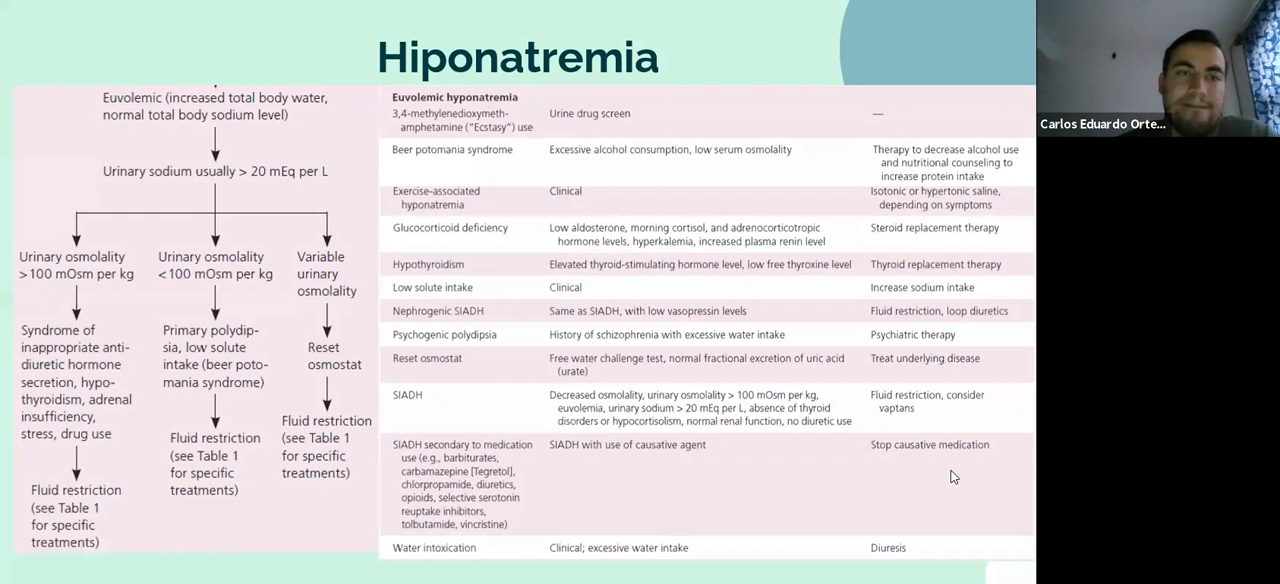 Hiponatremia
Carlos Eduardo Orte...
Euvolemic (increased total body water,
normal total body sodium level)
Urinary sodium usually > 20 mEq per L
Urinary osmolality
>100 mOsm per kg
Urinary osmolality
<100 mOsm per kg
Variable
urinary
osmolality
Syndrome of
inappropriate anti-
diuretic hormone
secretion, hypo-
thyroidism, adrenal
insufficiency,
stress, drug use
Primary polydip-
sia, low solute
intake (beer poto-
mania syndrome)
Reset
osmostat
Fluid restriction
(see Table 1
for specific
treatments)
Fluid restriction
(see Table 1
for specific
treatments)
Fluid restriction
(see Table 1
for specific
treatments)
Euvolemic hyponatremia
3,4-methylenedioxymeth-
amphetamine ("Ecstasy") use
Urine drug screen
—
Beer potomania syndrome
Excessive alcohol consumption, low serum osmolality
Therapy to decrease alcohol use
and nutritional counseling to
increase protein intake
Exercise-associated
hyponatremia
Clinical
Isotonic or hypertonic saline,
depending on symptoms
Glucocorticoid deficiency
Low aldosterone, morning cortisol, and adrenocorticotropic
hormone levels, hyperkalemia, increased plasma renin level
Steroid replacement therapy
Hypothyroidism
Elevated thyroid-stimulating hormone level, low free thyroxine level
Thyroid replacement therapy
Low solute intake
Clinical
Increase sodium intake
Nephrogenic SIADH
Same as SIADH, with low vasopressin levels
Fluid restriction, loop diuretics
Psychogenic polydipsia
History of schizophrenia with excessive water intake
Psychiatric therapy
Reset osmostat
Free water challenge test, normal fractional excretion of uric acid
(urate)
Treat underlying disease
SIADH
Decreased osmolality, urinary osmolality > 100 mOsm per kg,
euvolemia, urinary sodium > 20 mEq per L, absence of thyroid
disorders or hypocortisolism, normal renal function, no diuretic use
Fluid restriction, consider
vaptans
SIADH secondary to medication
use (e.g., barbiturates,
carbamazepine [Tegretol],
chlorpropamide, diuretics,
opioids, selective serotonin
reuptake inhibitors,
tolbutamide, vincristine)
SIADH with use of causative agent
Stop causative medication
Water intoxication
Clinical; excessive water intake
Diuresis